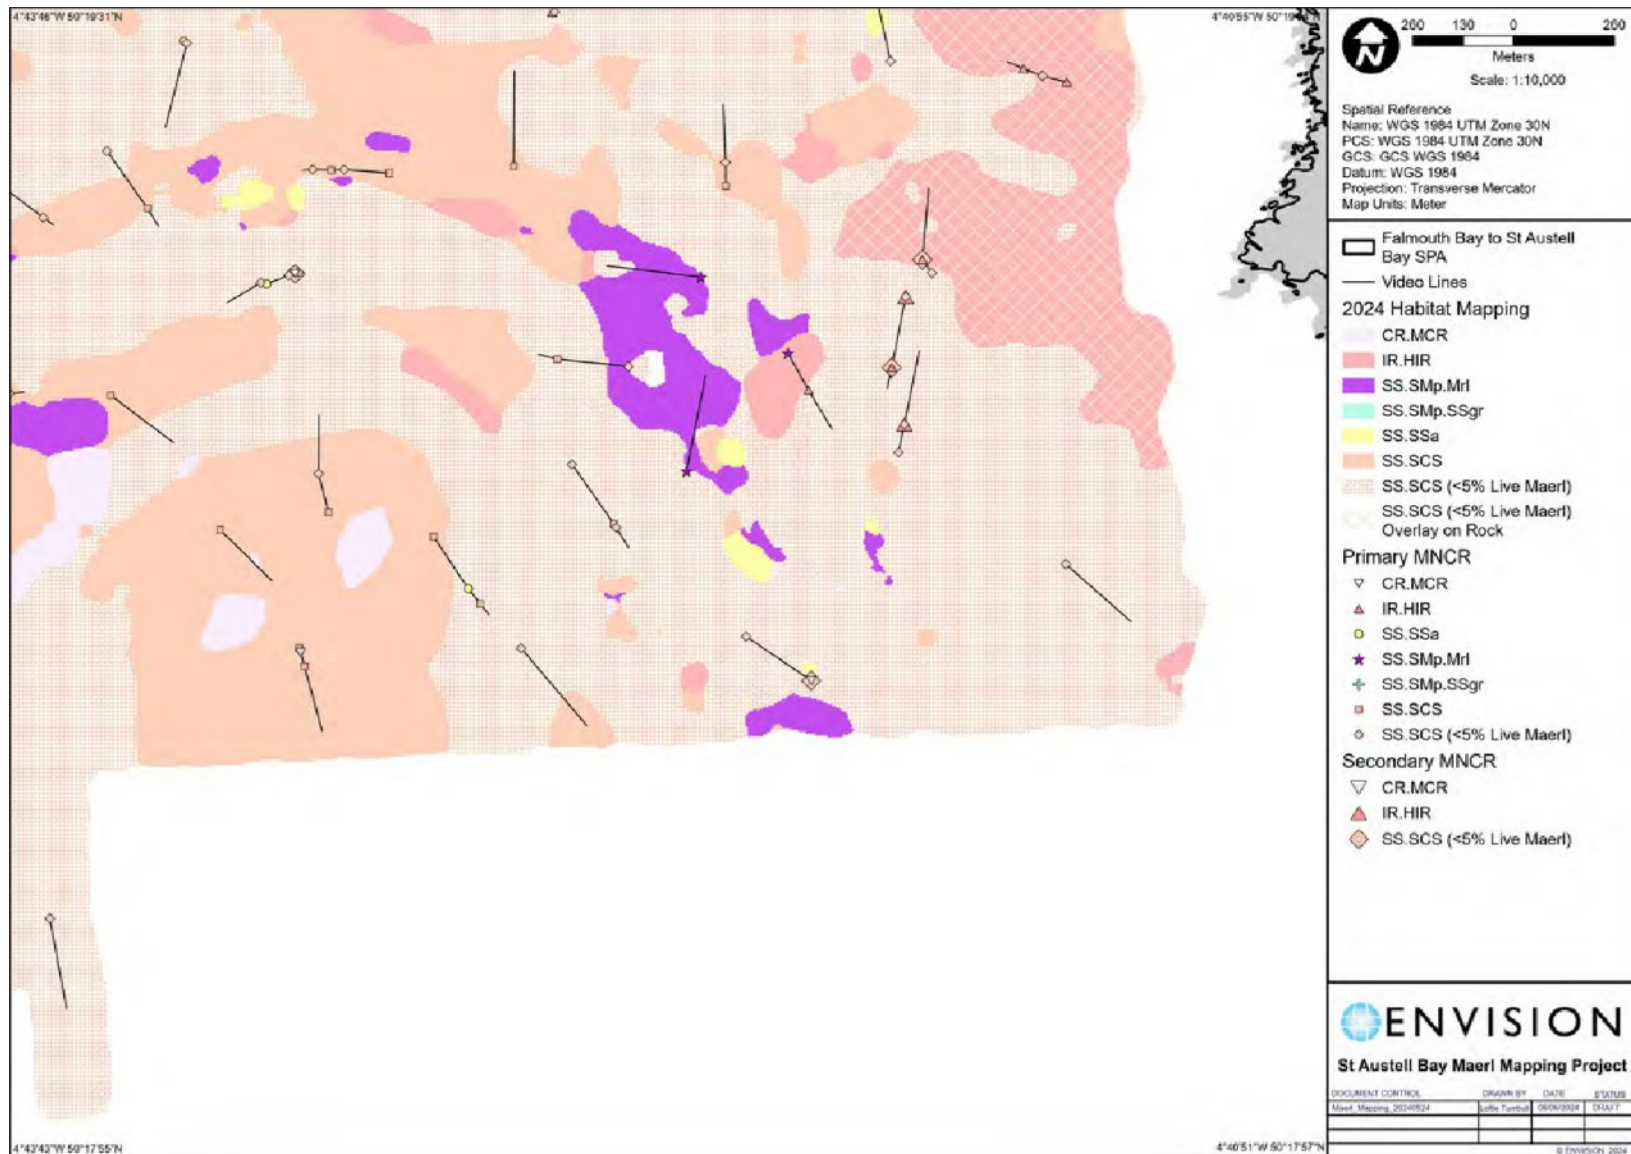 4°43'46"W 50°19'31"N
4°40'55"W
260 130 0 260
Meters
Scale: 1:10,000
N
Spatial Reference
Name: WGS 1984 UTM Zone 30N
PCS: WGS 1984 UTM Zone 30N
GCS: GCS WGS 1984
Datum: WGS 1984
Projection: Transverse Mercator
Map Units: Meter
Falmouth Bay to St Austell
Bay SPA
Video Lines
2024 Habitat Mapping
CR.MCR
IR.HIR
SS.SMp.Mrl
SS.SMp.SSgr
SS.SSa
SS.SCS
SS.SCS (<5% Live Maerl)
SS.SCS (<5% Live Maerl)
Overlay on Rock
Primary MNCR
CR.MCR
IR.HIR
SS.SSa
SS.SMp.Mrl
SS.SMp.SSgr
SS.SCS
SS.SCS (<5% Live Maerl)
Secondary MNCR
CR.MCR
IR.HIR
SS.SCS (<5% Live Maerl)
ENVISION
St Austell Bay Maerl Mapping Project
DOCUMENT CONTROL DRAWN BY DATE STATUS
Maerl_Mapping_20240524 Lottie Turnbull 06/06/2024 DRAFT
© ENVISION 2024
4°43'43"W 50°17'55"N
4°40'51"W 50°17'57"N